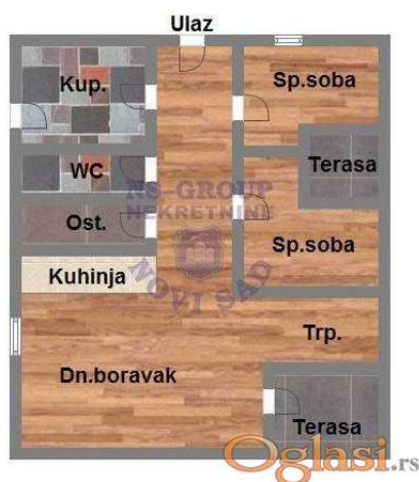 Ulaz
Kup.
Sp.soba
WC
Terasa
NS-GROUP
NEKRETNINE
Ost.
Sp.soba
Kuhinja
NOVI SAD
Trp.
Dn.boravak
Terasa
Oglasi.rs